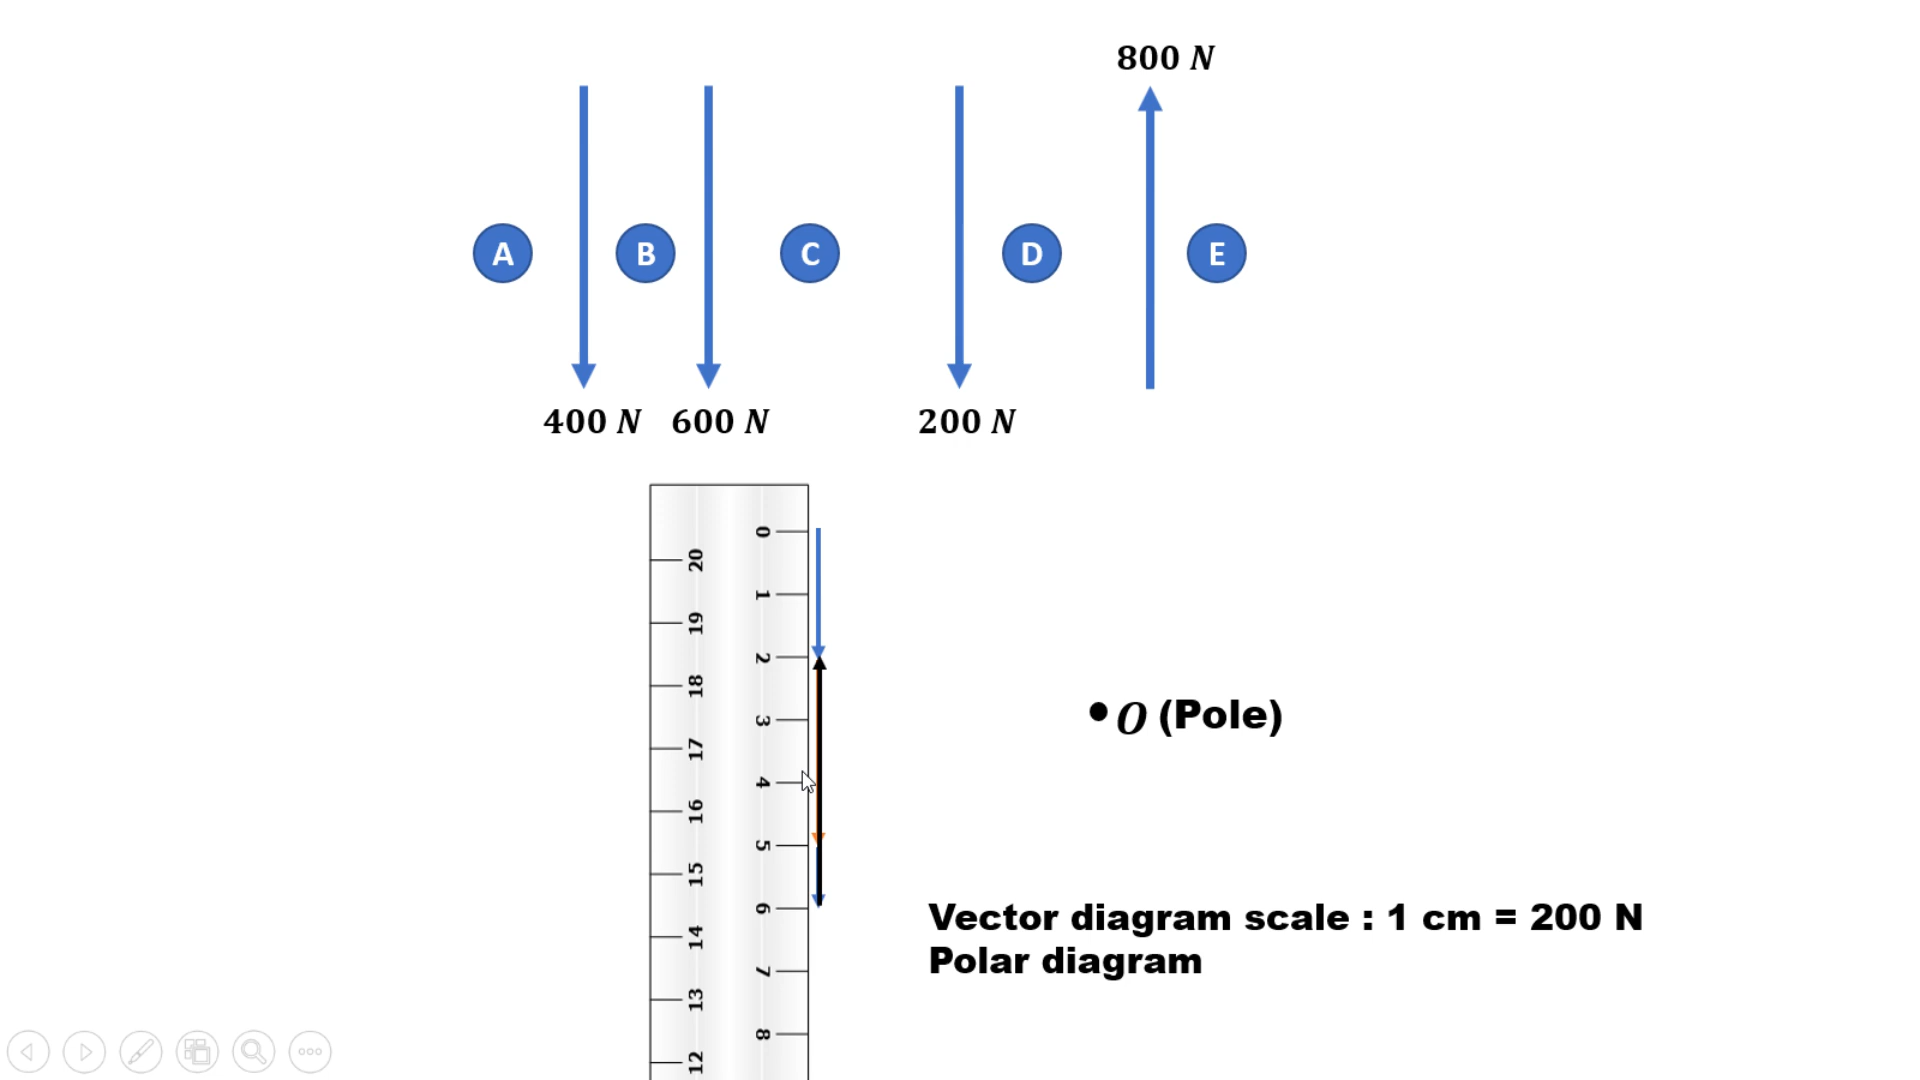 800 N
A
B
C
D
E
400 N
600 N
200 N
0
1
2
3
4
5
6
7
8
20
19
18
17
16
15
14
13
12
O (Pole)
Vector diagram scale : 1 cm = 200 N
Polar diagram